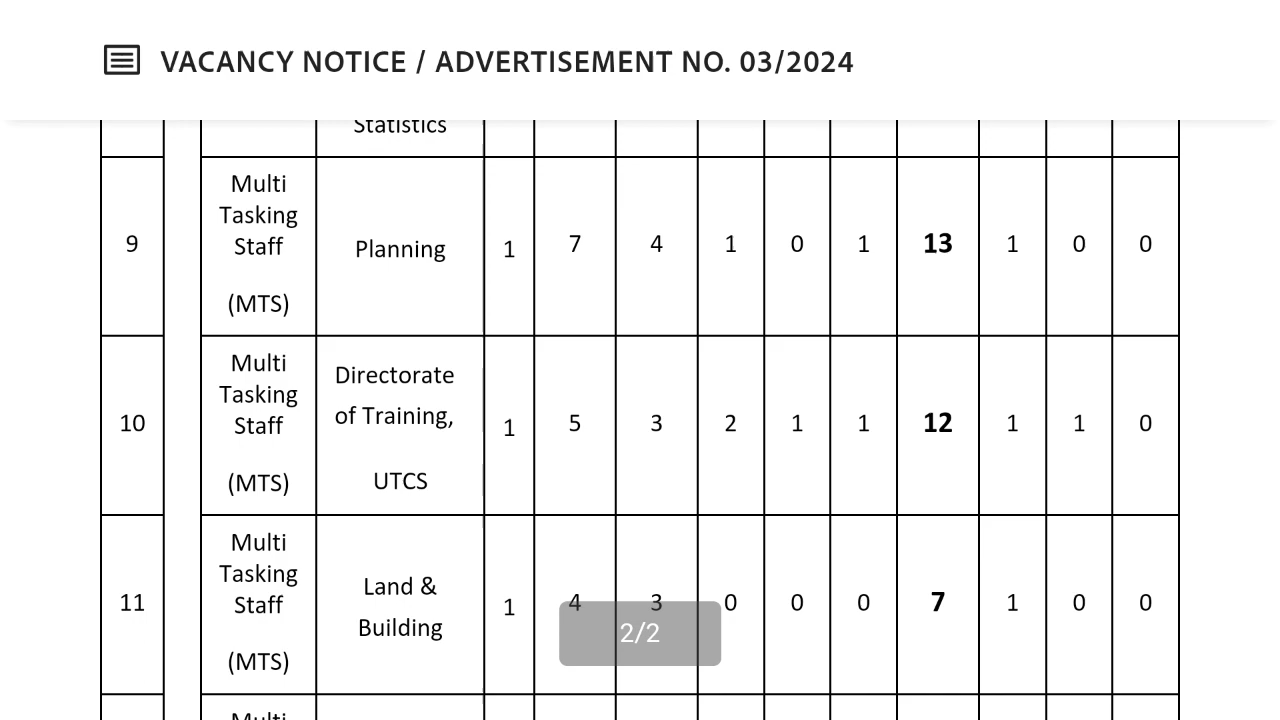 VACANCY NOTICE / ADVERTISEMENT NO. 03/2024
Statistics
9 Multi Tasking Staff (MTS) Planning 1 7 4 1 0 1 13 1 0 0
10 Multi Tasking Staff (MTS) Directorate of Training, UTCS 1 5 3 2 1 1 12 1 1 0
11 Multi Tasking Staff (MTS) Land & Building 1 4 3 0 0 0 7 1 0 0
2/2
Multi